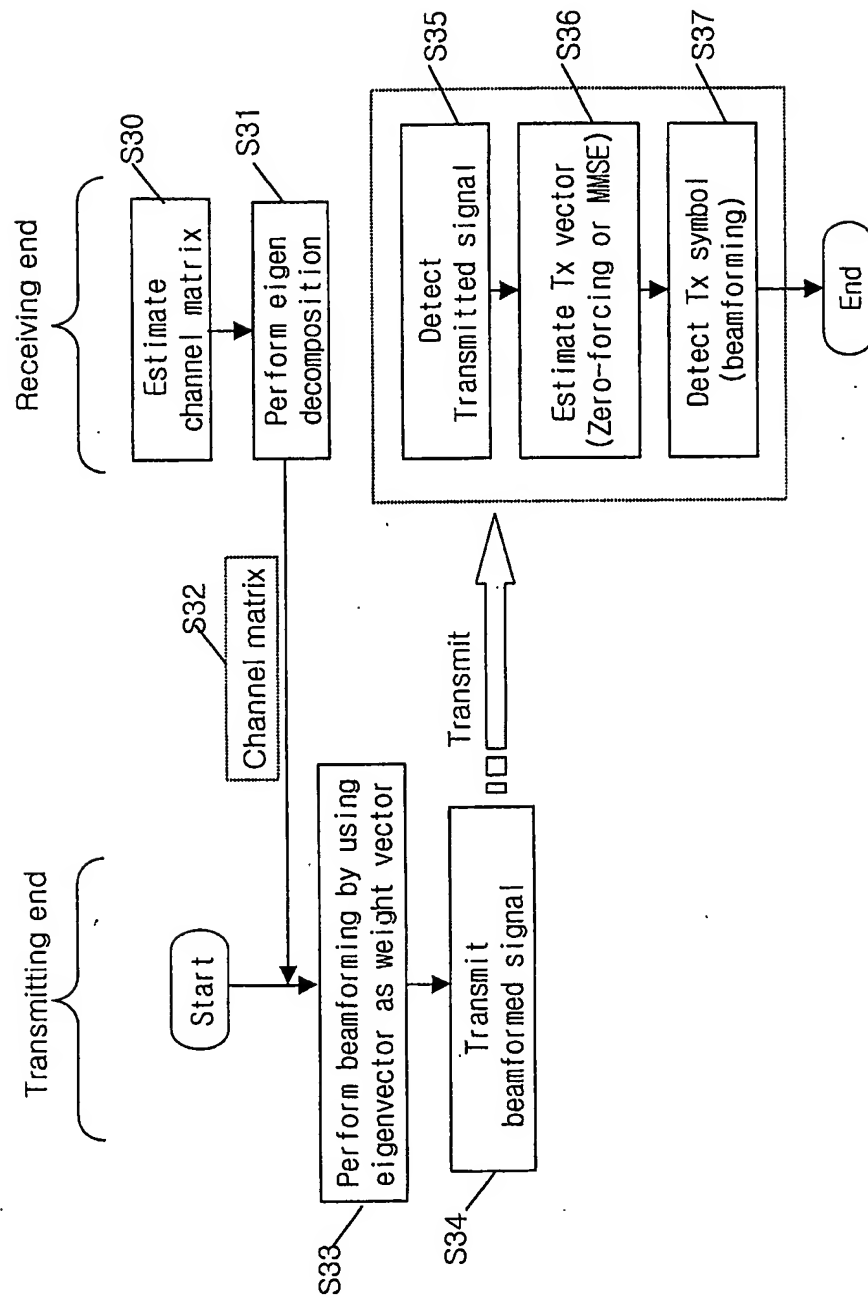 Transmitting end
Receiving end
Start
Estimate
channel matrix
S30
Perform eigen
decomposition
S31
S32
Channel matrix
Perform beamforming by using
eigenvector as weight vector
S33
Transmit
beamformed signal
S34
Transmit
Detect
Transmitted signal
S35
Estimate Tx vector
(Zero-forcing or MMSE)
S36
Detect Tx symbol
(beamforming)
S37
End